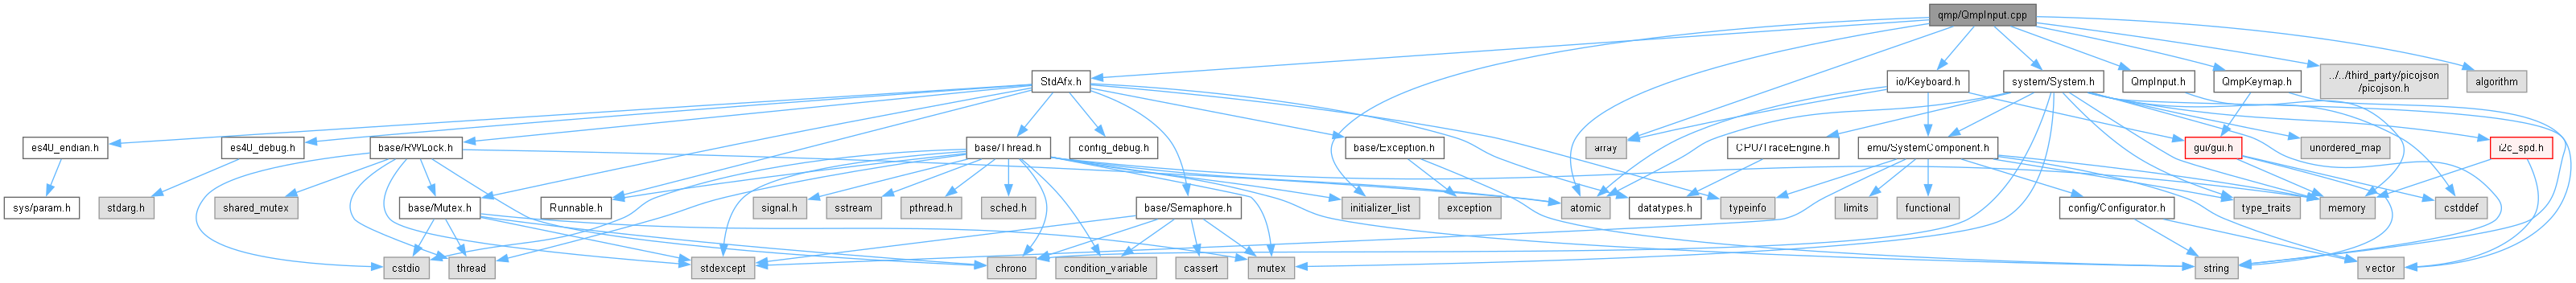 qmp/QmpInput.cpp
StdAfx.h
io/Keyboard.h
system/System.h
QmpInput.h
QmpKeymap.h
../../third_party/picojson
/picojson.h
algorithm
es4U_endian.h
es4U_debug.h
base/RWLock.h
base/Thread.h
config_debug.h
base/Exception.h
array
CPU/TraceEngine.h
emu/SystemComponent.h
gui/gui.h
unordered_map
i2c_spd.h
sys/param.h
stdarg.h
shared_mutex
base/Mutex.h
Runnable.h
signal.h
sstream
pthread.h
sched.h
base/Semaphore.h
initializer_list
exception
atomic
datatypes.h
typeinfo
limits
functional
config/Configurator.h
type_traits
memory
cstddef
cstdio
thread
stdexcept
chrono
condition_variable
cassert
mutex
string
vector